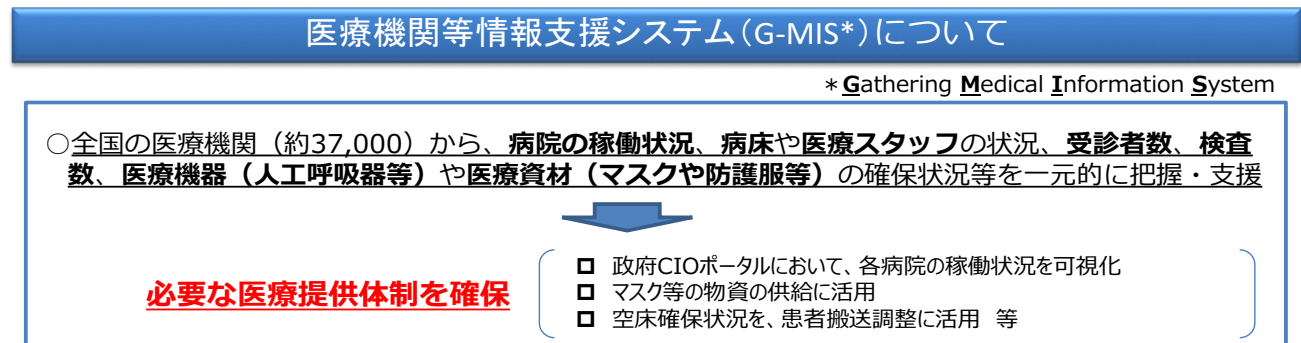 医療機関等情報支援システム（G-MIS*）について
＊Gathering Medical Information System
○全国の医療機関（約37,000）から、病院の稼働状況、病床や医療スタッフの状況、受診者数、検査
数、医療機器（人工呼吸器等）や医療資材（マスクや防護服等）の確保状況等を一元的に把握・支援
必要な医療提供体制を確保
政府CIOポータルにおいて、各病院の稼働状況を可視化
マスク等の物資の供給に活用
空床確保状況を、患者搬送調整に活用　等